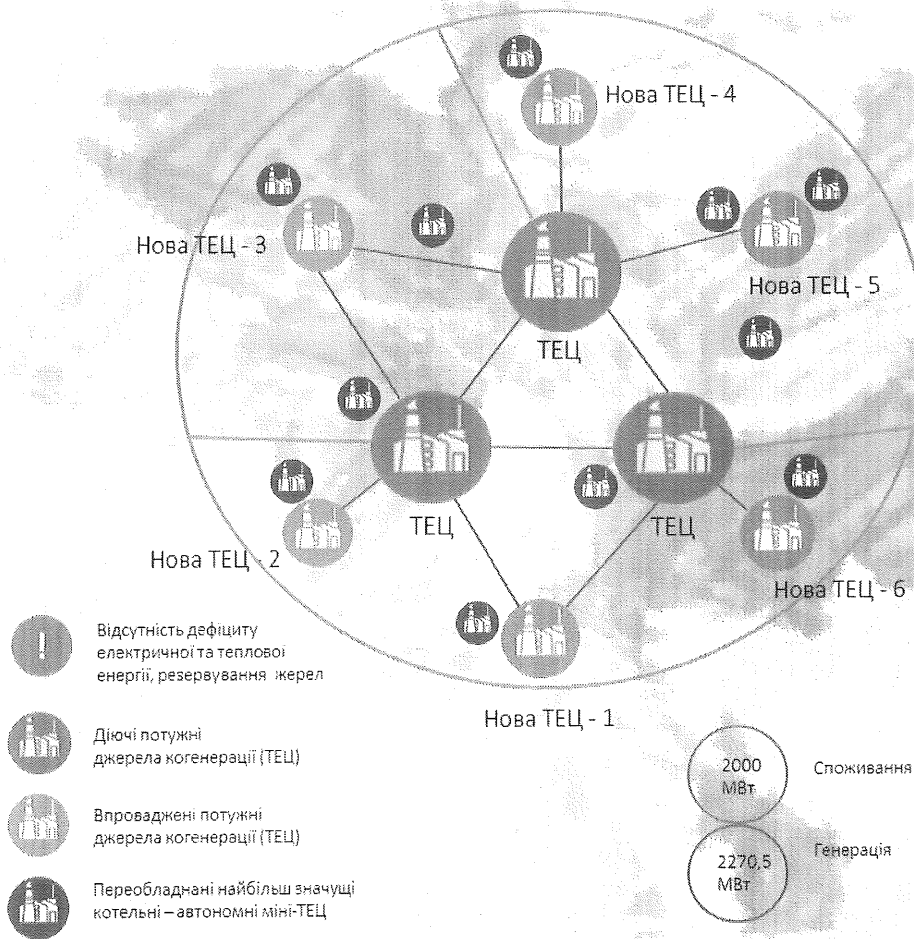 Нова ТЕЦ - 4
Нова ТЕЦ - 3
Нова ТЕЦ - 5
ТЕЦ
ТЕЦ
ТЕЦ
Нова ТЕЦ - 2
Нова ТЕЦ - 6
Нова ТЕЦ - 1
!
Відсутність дефіциту
електричної та теплової
енергії, резервування жерел
Діючі потужні
джерела когенерації (ТЕЦ)
Впроваджені потужні
джерела когенерації (ТЕЦ)
Переобладнані найбільш значущі
котельні – автономні міні-ТЕЦ
2000
МВт
Споживання
2270,5
МВт
Генерація